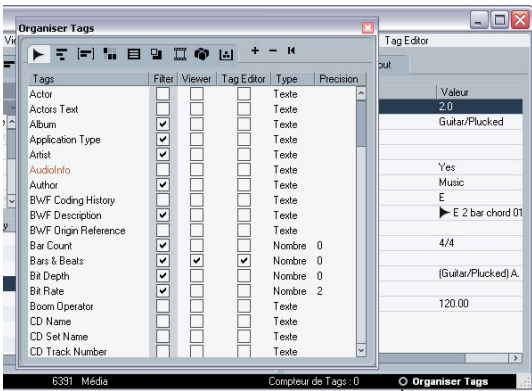 Organiser Tags
Tag Editor
Tags Filter Viewer Tag Editor Type Precision
Actor Texte
Actors Text Texte
Album Texte
Application Type Texte
Artist Texte
AudioInfo Texte
Author Texte
BWF Coding History Texte
BWF Description Texte
BWF Origin Reference Texte
Bar Count Nombre 0
Bars & Beats Nombre 0
Bit Depth Nombre 0
Bit Rate Nombre 2
Boom Operator Texte
CD Name Texte
CD Set Name Texte
CD Track Number Texte
Valeur
2.0
Guitar/Plucked
Yes
Music
E
E 2 bar chord 01
4/4
(Guitar/Plucked) A.
120.00
6391 Média
Compteur de Tags : 0
Organiser Tags